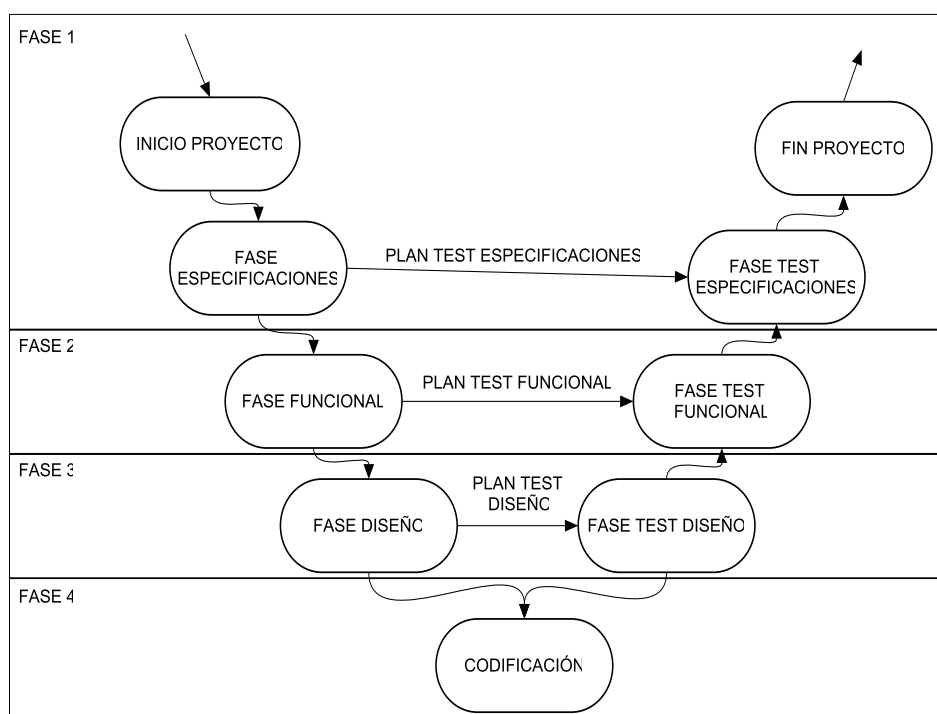 FASE 1
INICIO PROYECTO
FIN PROYECTO
FASE
ESPECIFICACIONES
PLAN TEST ESPECIFICACIONES
FASE TEST
ESPECIFICACIONES
FASE 2
FASE FUNCIONAL
PLAN TEST FUNCIONAL
FASE TEST
FUNCIONAL
FASE 3
FASE DISEÑO
PLAN TEST
DISEÑO
FASE TEST DISEÑO
FASE 4
CODIFICACIÓN